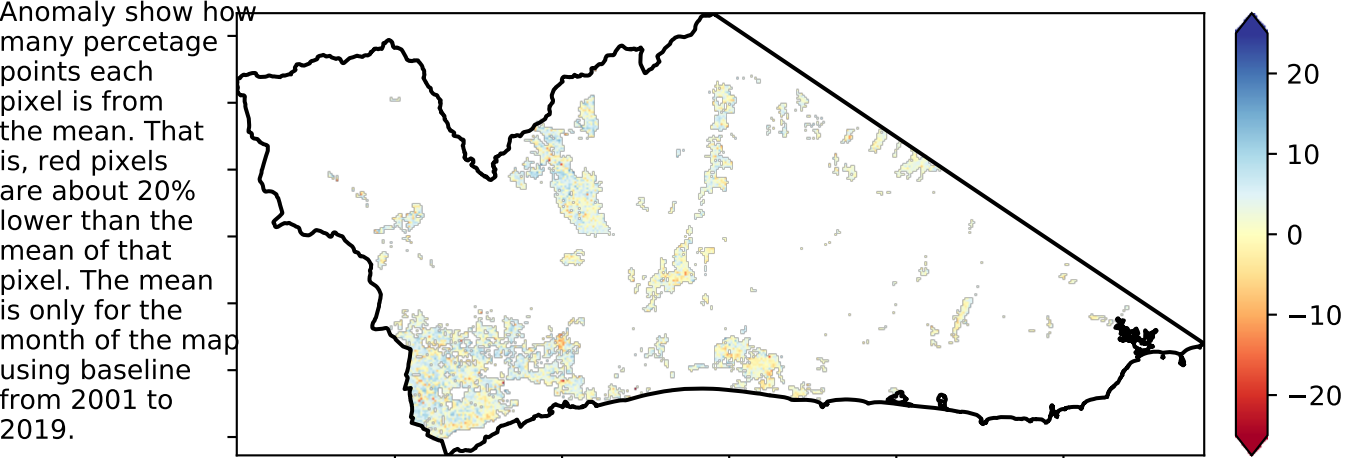 Anomaly show how
many percetage
points each
pixel is from
the mean. That
is, red pixels
are about 20%
lower than the
mean of that
pixel. The mean
is only for the
month of the map
using baseline
from 2001 to
2019.
20
10
0
−10
−20